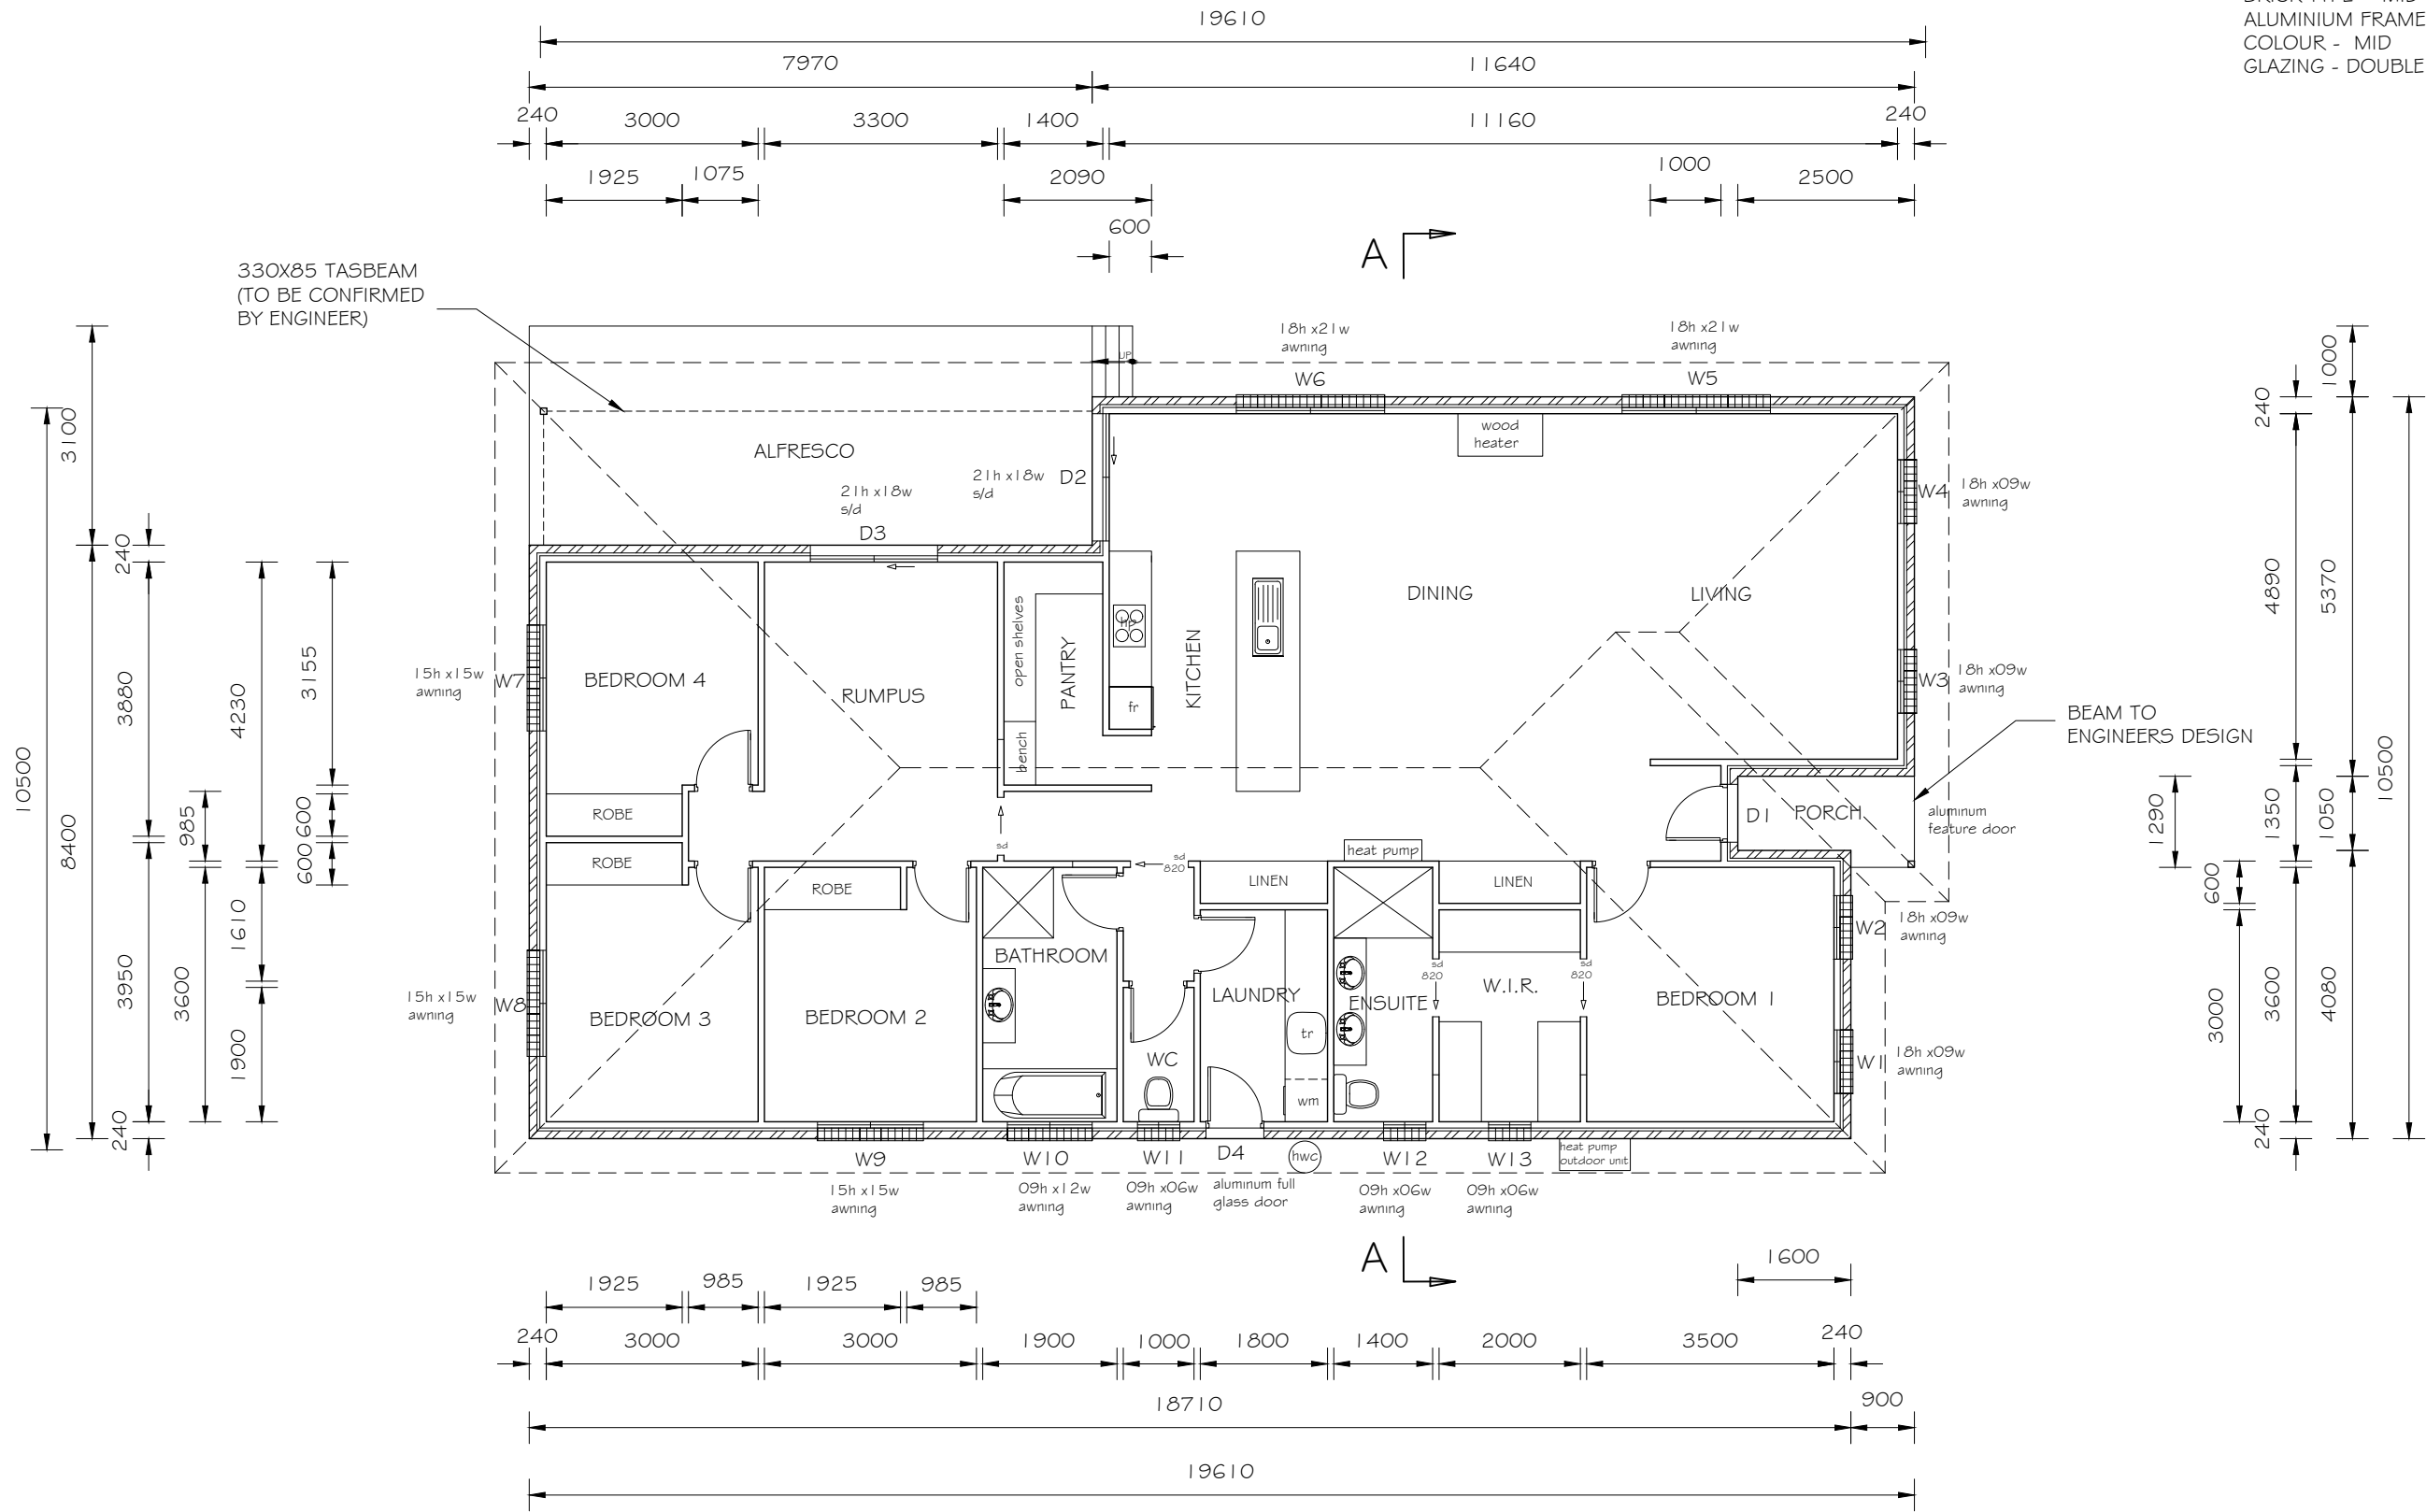 19610
ALUMINIUM FRAME
COLOUR - MID
GLAZING - DOUBLE
7970
11640
240
3000
3300
1400
11160
240
1925
1075
2090
1000
2500
600
A
330X85 TASBEAM
(TO BE CONFIRMED
BY ENGINEER)
18h x21w
awning
18h x21w
awning
UP
W6
W5
wood
heater
ALFRESCO
21h x18w
s/d
D2
21h x18w
s/d
D3
W4
18h x09w
awning
DINING
LIVING
hp
open shelves
PANTRY
KITCHEN
15h x15w
awning
W7
BEDROOM 4
RUMPUS
fr
bench
W3
18h x09w
awning
BEAM TO
ENGINEERS DESIGN
ROBE
ROBE
D1
PORCH
aluminum
feature door
sd
sd
820
heat pump
ROBE
LINEN
LINEN
BATHROOM
W2
18h x09w
awning
sd
820
sd
820
15h x15w
awning
W8
BEDROOM 3
BEDROOM 2
LAUNDRY
ENSUITE
W.I.R.
BEDROOM 1
tr
WC
wm
W1
18h x09w
awning
W9
W10
W11
D4
hwc
W12
W13
heat pump
outdoor unit
15h x15w
awning
09h x12w
awning
09h x06w
awning
aluminum full
glass door
09h x06w
awning
09h x06w
awning
10500
3100
8400
240
3880
3950
240
985
3600
4230
1610
1900
3155
600
600
1290
600
3000
240
4890
1350
3600
240
1000
5370
1050
4080
10500
A
1600
1925
985
1925
985
240
3000
3000
1900
1000
1800
1400
2000
3500
240
18710
900
19610